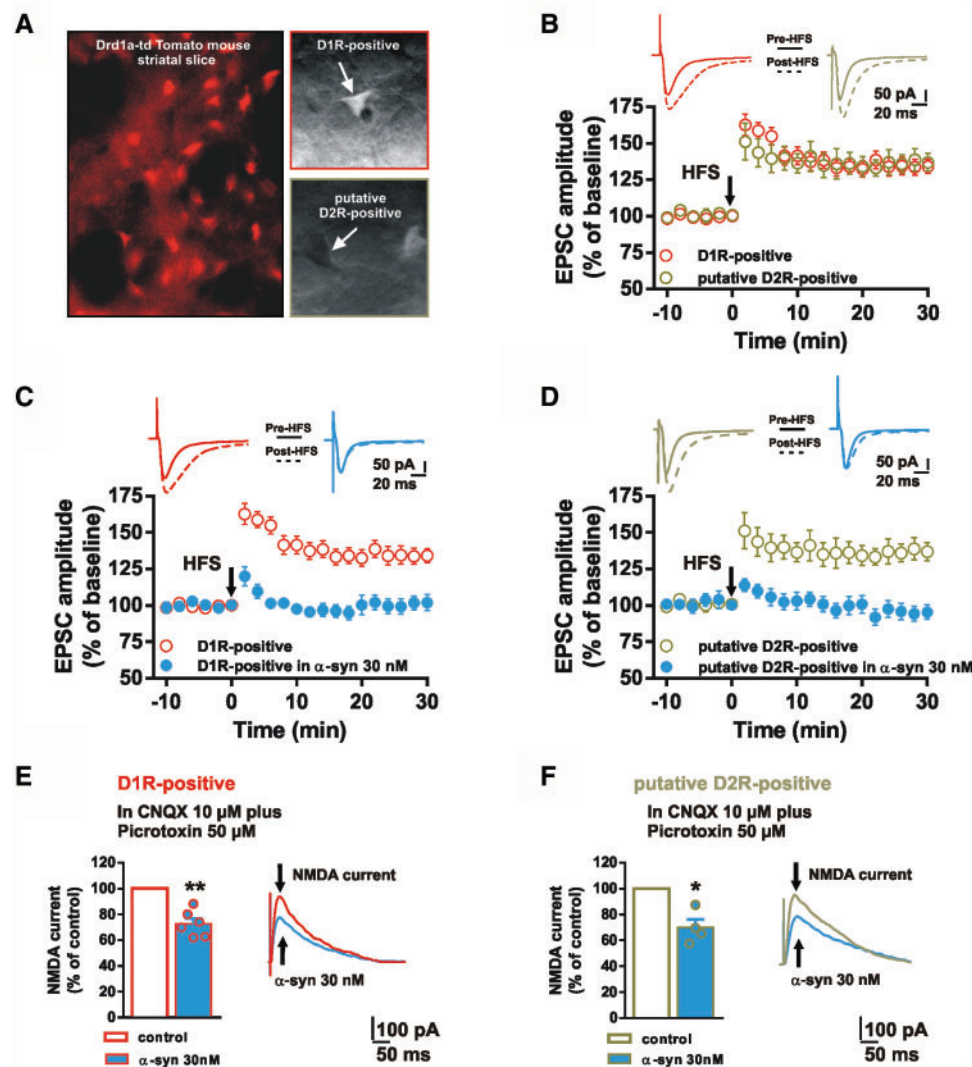 A
Drd1a-td Tomato mouse
striatal slice
D1R-positive
putative
D2R-positive
B
Pre-HFS
Post-HFS
50 pA
20 ms
EPSC amplitude
(% of baseline)
175
150
125
100
75
50
HFS
D1R-positive
putative D2R-positive
-10
0
10
20
30
Time (min)
C
Pre-HFS
Post-HFS
50 pA
20 ms
EPSC amplitude
(% of baseline)
175
150
125
100
75
50
HFS
D1R-positive
D1R-positive in α-syn 30 nM
-10
0
10
20
30
Time (min)
D
Pre-HFS
Post-HFS
50 pA
20 ms
EPSC amplitude
(% of baseline)
175
150
125
100
75
50
HFS
putative D2R-positive
putative D2R-positive in α-syn 30 nM
-10
0
10
20
30
Time (min)
E
D1R-positive
In CNQX 10 µM plus
Picrotoxin 50 µM
NMDA current
(% of control)
120
100
80
60
40
20
0
**
NMDA current
α-syn 30 nM
control
α-syn 30nM
100 pA
50 ms
F
putative D2R-positive
In CNQX 10 µM plus
Picrotoxin 50 µM
NMDA current
(% of control)
120
100
80
60
40
20
0
*
NMDA current
α-syn 30 nM
control
α-syn 30nM
100 pA
50 ms